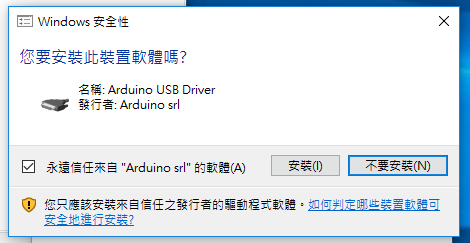 Windows 安全性
您要安裝此裝置軟體嗎?
名稱: Arduino USB Driver
發行者: Arduino srl
永遠信任來自 "Arduino srl" 的軟體(A)
安裝(I)
不要安裝(N)
您只應該安裝來自信任之發行者的驅動程式軟體。如何判定哪些裝置軟體可
安全地進行安裝?